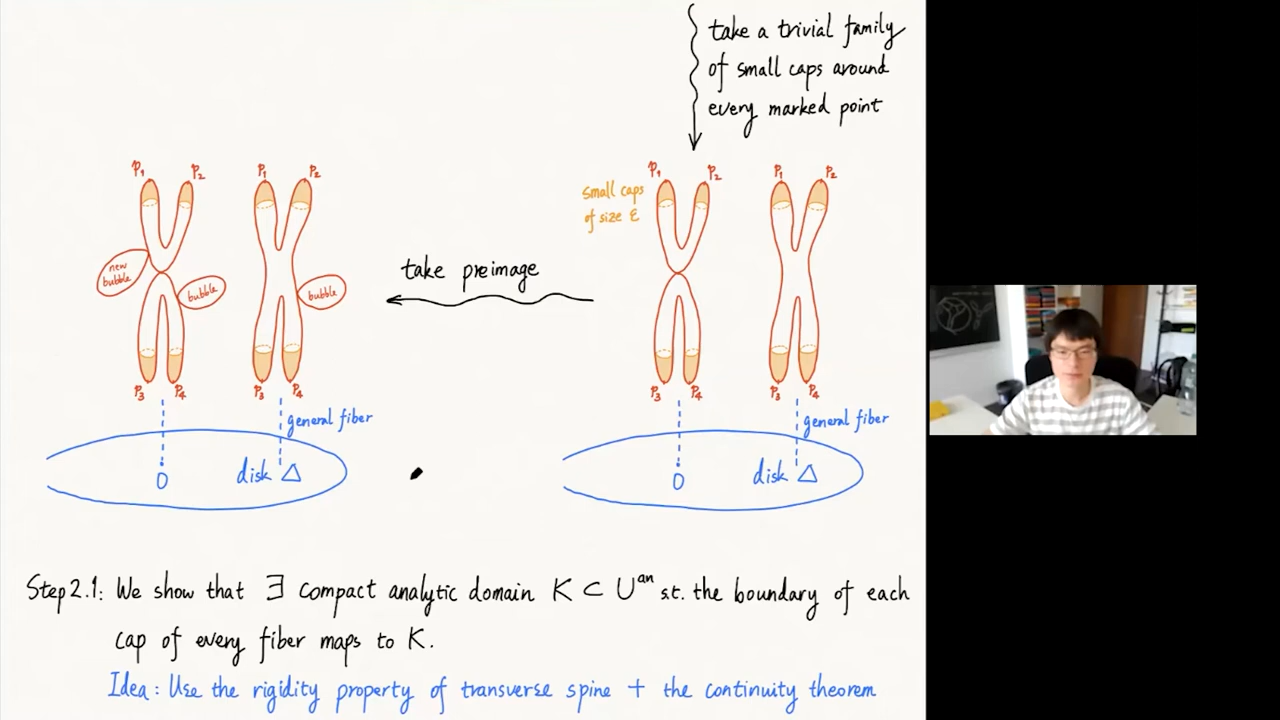 take a trivial family
of small caps around
every marked point
P1 P2 P1 P2
P1 P2 P1 P2
small caps
of size ε
new
bubble
bubble
bubble
take preimage
P3 P4 P3 P4
P3 P4 P3 P4
general fiber
general fiber
0 disk Δ
0 disk Δ
Step 2.1: We show that ∃ compact analytic domain K ⊂ U^an s.t. the boundary of each
cap of every fiber maps to K.
Idea: Use the rigidity property of transverse spine + the continuity theorem